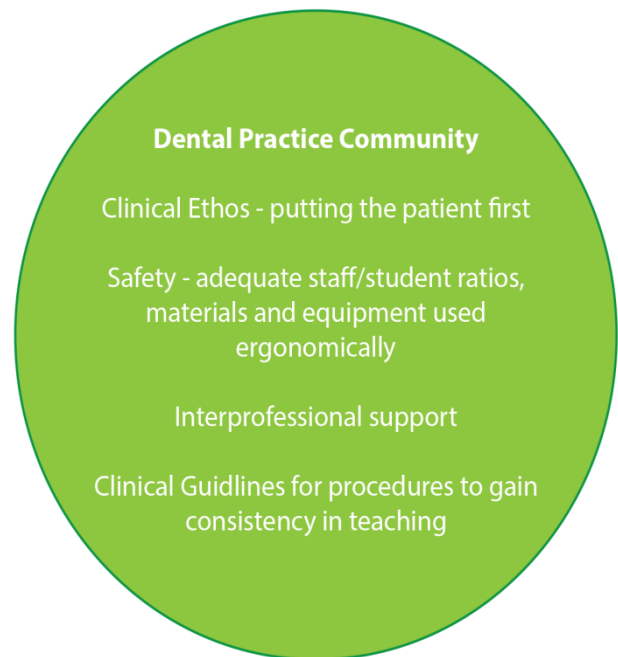 Dental Practice Community
Clinical Ethos - putting the patient first
Safety - adequate staff/student ratios,
materials and equipment used
ergonomically
Interprofessional support
Clinical Guidlines for procedures to gain
consistency in teaching